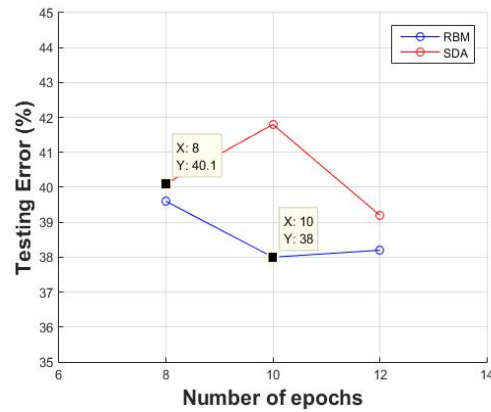 45
44
43
42
41
40
39
38
37
36
35
Testing Error (%)
RBM
SDA
X: 8
Y: 40.1
X: 10
Y: 38
6
8
10
12
14
Number of epochs